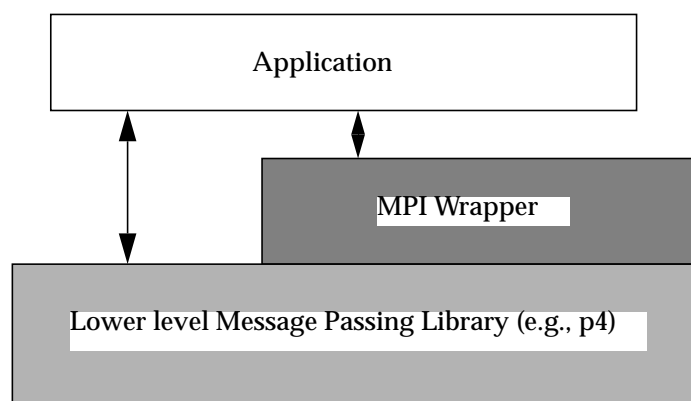 Application
MPI Wrapper
Lower level Message Passing Library (e.g., p4)